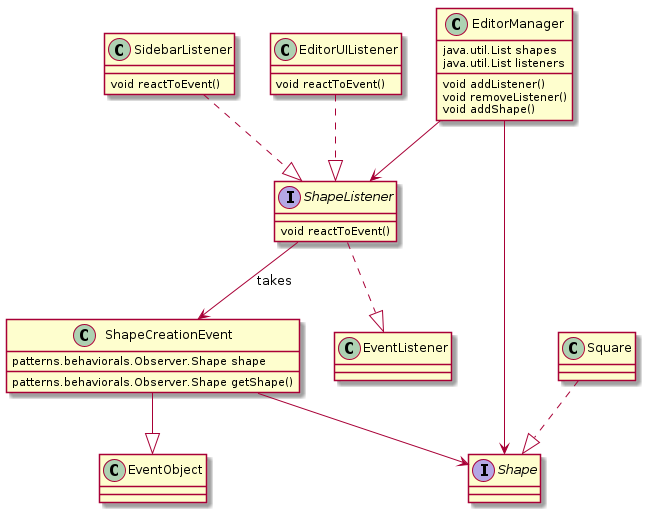 C EditorManager
java.util.List shapes
java.util.List listeners
void addListener()
void removeListener()
void addShape()
C SidebarListener
void reactToEvent()
C EditorUIListener
void reactToEvent()
I ShapeListener
void reactToEvent()
takes
C ShapeCreationEvent
patterns.behaviorals.Observer.Shape shape
patterns.behaviorals.Observer.Shape getShape()
C EventListener
C Square
C EventObject
I Shape